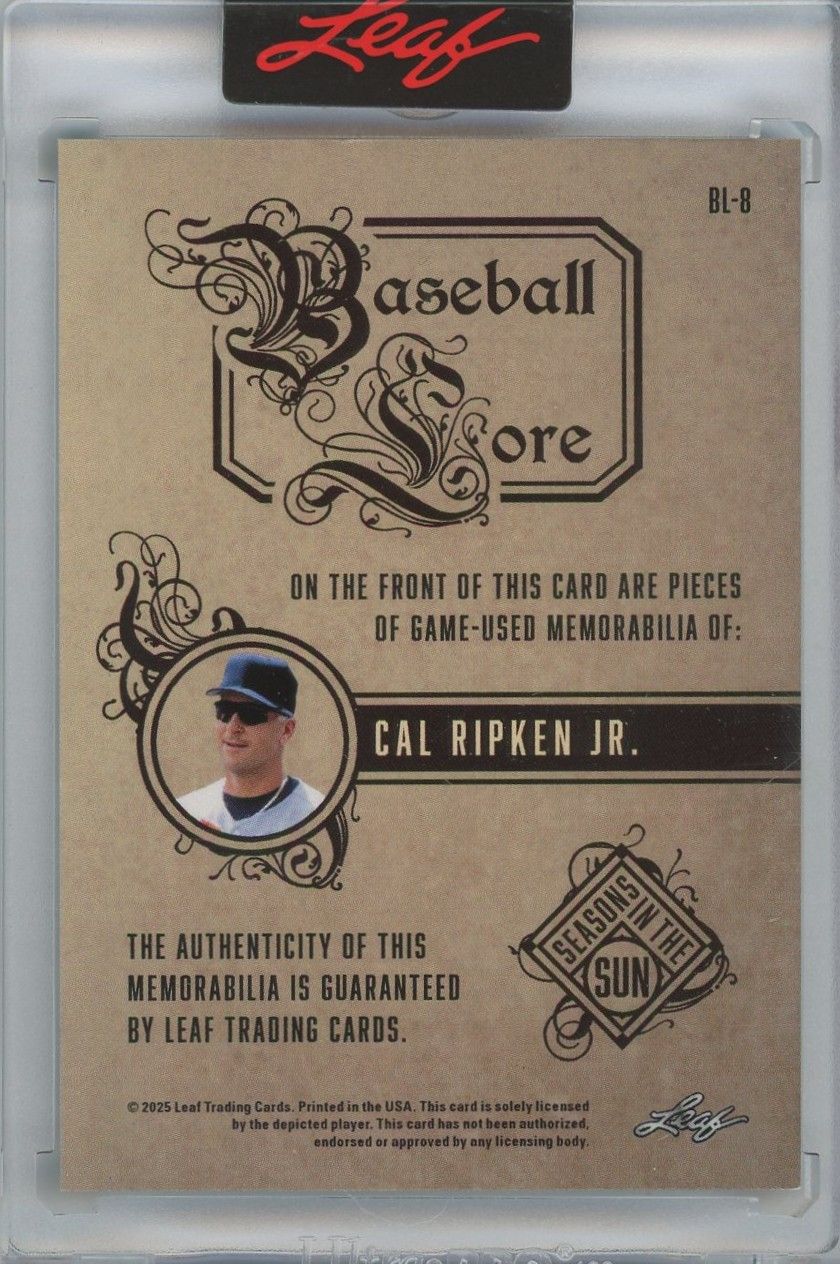 Leaf
BL-8
Baseball
Lore
ON THE FRONT OF THIS CARD ARE PIECES
OF GAME-USED MEMORABILIA OF:
CAL RIPKEN JR.
SEASONS
IN THE
SUN
THE AUTHENTICITY OF THIS
MEMORABILIA IS GUARANTEED
BY LEAF TRADING CARDS.
© 2025 Leaf Trading Cards. Printed in the USA. This card is solely licensed
by the depicted player. This card has not been authorized,
endorsed or approved by any licensing body.
Leaf